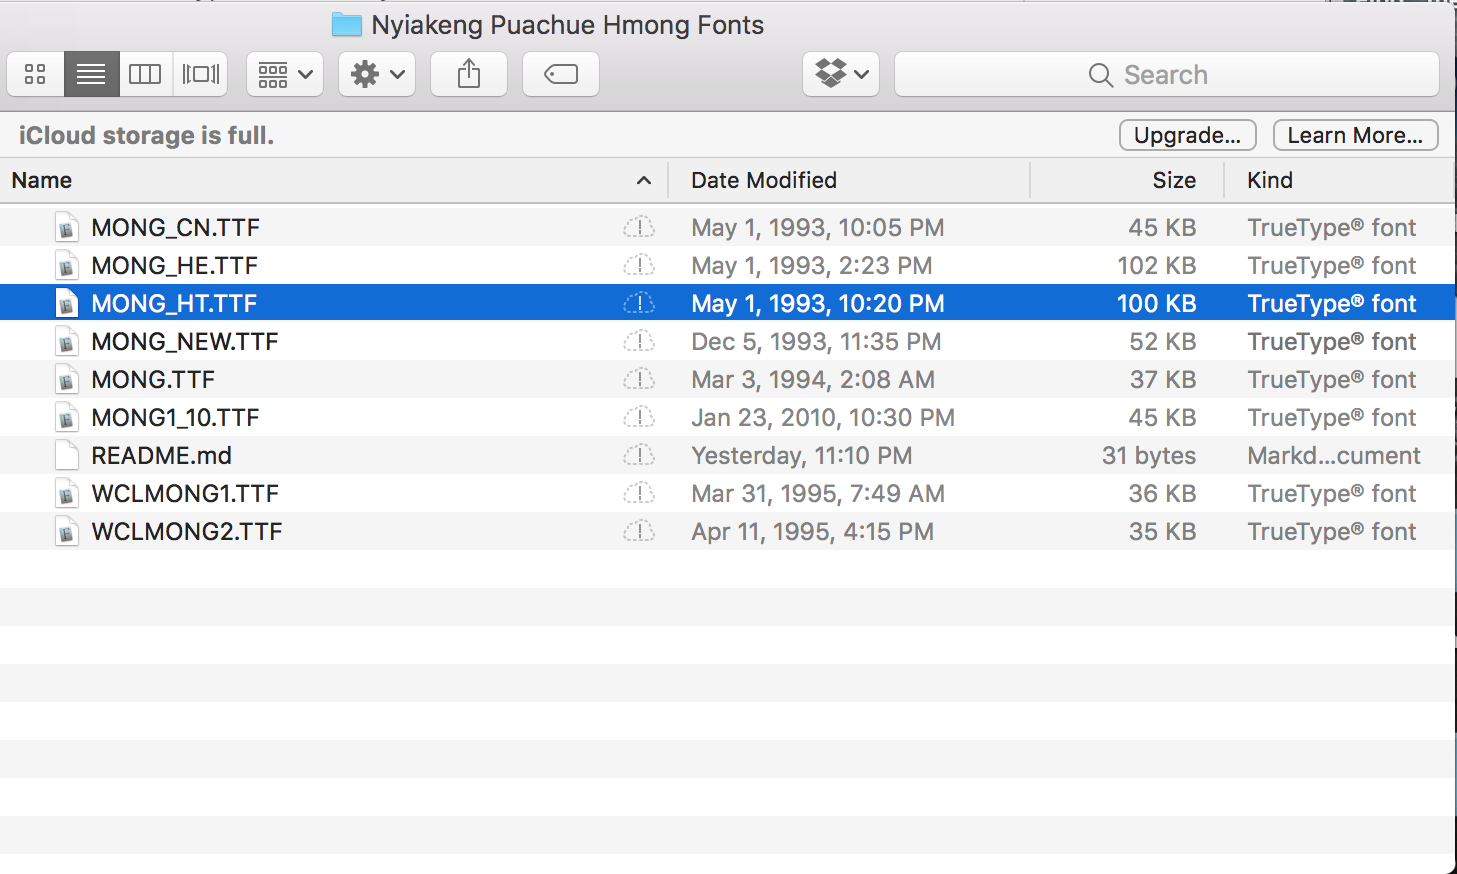 Nyiakeng Puachue Hmong Fonts
Search
iCloud storage is full. Upgrade... Learn More...
Name Date Modified Size Kind
MONG_CN.TTF May 1, 1993, 10:05 PM 45 KB TrueType® font
MONG_HE.TTF May 1, 1993, 2:23 PM 102 KB TrueType® font
MONG_HT.TTF May 1, 1993, 10:20 PM 100 KB TrueType® font
MONG_NEW.TTF Dec 5, 1993, 11:35 PM 52 KB TrueType® font
MONG.TTF Mar 3, 1994, 2:08 AM 37 KB TrueType® font
MONG1_10.TTF Jan 23, 2010, 10:30 PM 45 KB TrueType® font
README.md Yesterday, 11:10 PM 31 bytes Markd...cument
WCLMONG1.TTF Mar 31, 1995, 7:49 AM 36 KB TrueType® font
WCLMONG2.TTF Apr 11, 1995, 4:15 PM 35 KB TrueType® font